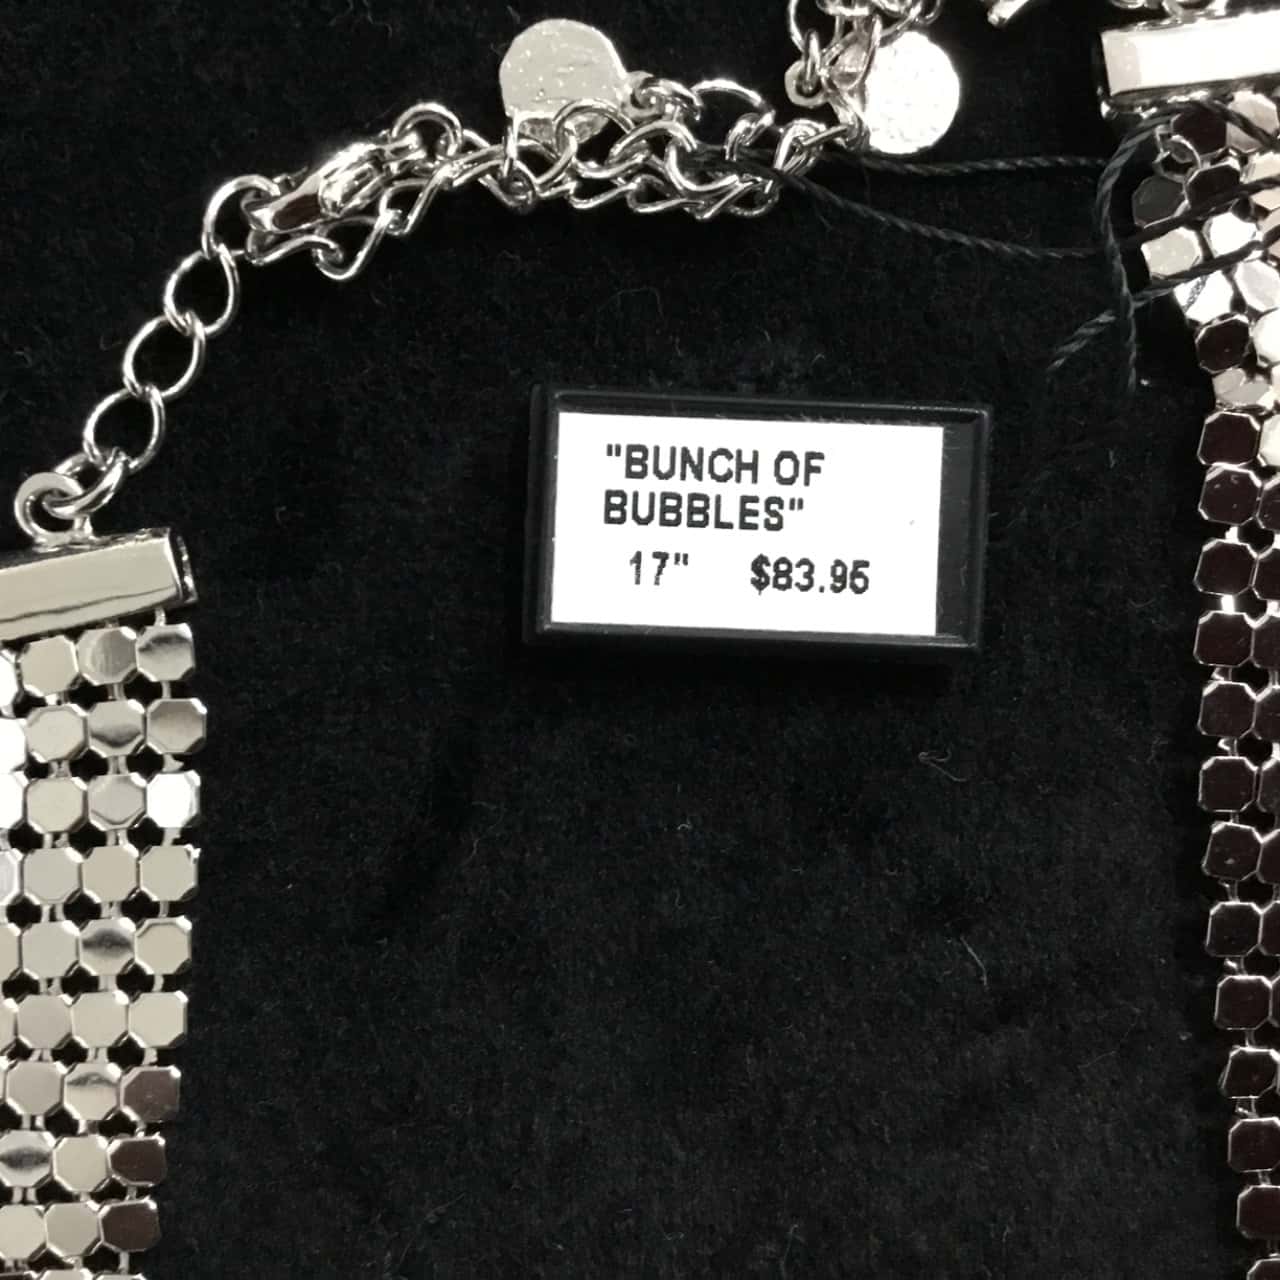 "BUNCH OF
BUBBLES"
17" $83.95